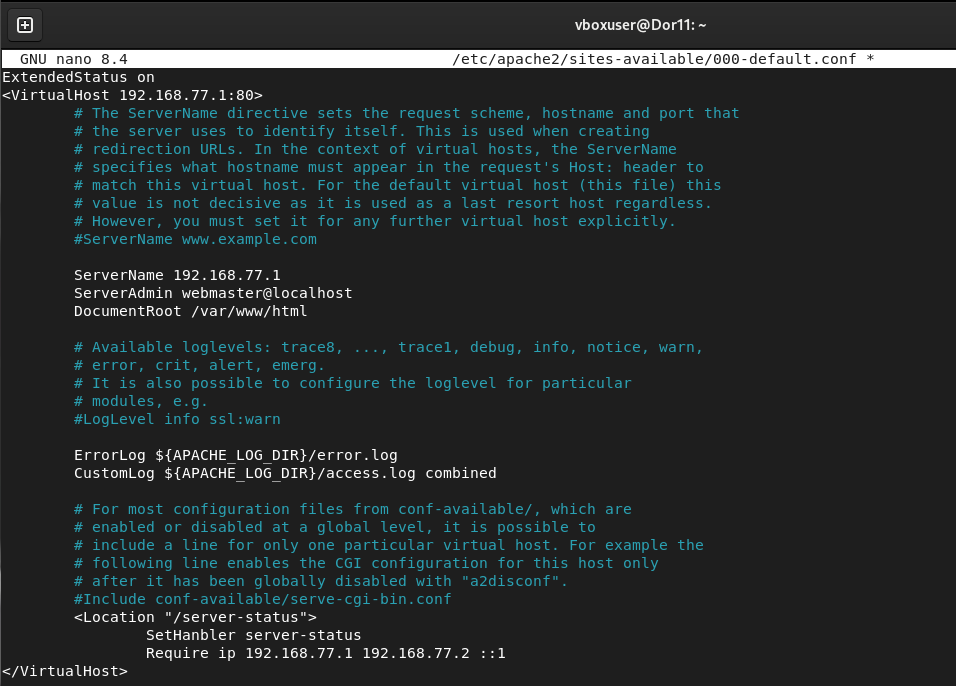 vboxuser@Dor11: ~
GNU nano 8.4 /etc/apache2/sites-available/000-default.conf *
ExtendedStatus on
<VirtualHost 192.168.77.1:80>
# The ServerName directive sets the request scheme, hostname and port that
# the server uses to identify itself. This is used when creating
# redirection URLs. In the context of virtual hosts, the ServerName
# specifies what hostname must appear in the request's Host: header to
# match this virtual host. For the default virtual host (this file) this
# value is not decisive as it is used as a last resort host regardless.
# However, you must set it for any further virtual host explicitly.
#ServerName www.example.com
ServerName 192.168.77.1
ServerAdmin webmaster@localhost
DocumentRoot /var/www/html
# Available loglevels: trace8, ..., trace1, debug, info, notice, warn,
# error, crit, alert, emerg.
# It is also possible to configure the loglevel for particular
# modules, e.g.
#LogLevel info ssl:warn
ErrorLog ${APACHE_LOG_DIR}/error.log
CustomLog ${APACHE_LOG_DIR}/access.log combined
# For most configuration files from conf-available/, which are
# enabled or disabled at a global level, it is possible to
# include a line for only one particular virtual host. For example the
# following line enables the CGI configuration for this host only
# after it has been globally disabled with "a2disconf".
#Include conf-available/serve-cgi-bin.conf
<Location "/server-status">
SetHanbler server-status
Require ip 192.168.77.1 192.168.77.2 ::1
</VirtualHost>